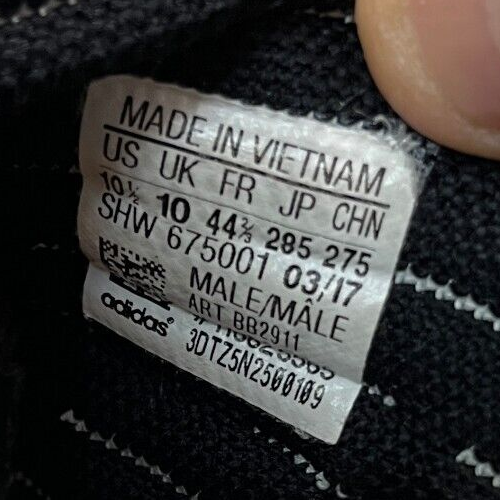 MADE IN VIETNAM
US UK FR JP CHN
10½ 10 44⅔ 285 275
SHW 675001 03/17
MALE/MÂLE
ART BB2911
adidas
3DTZ5N2500109